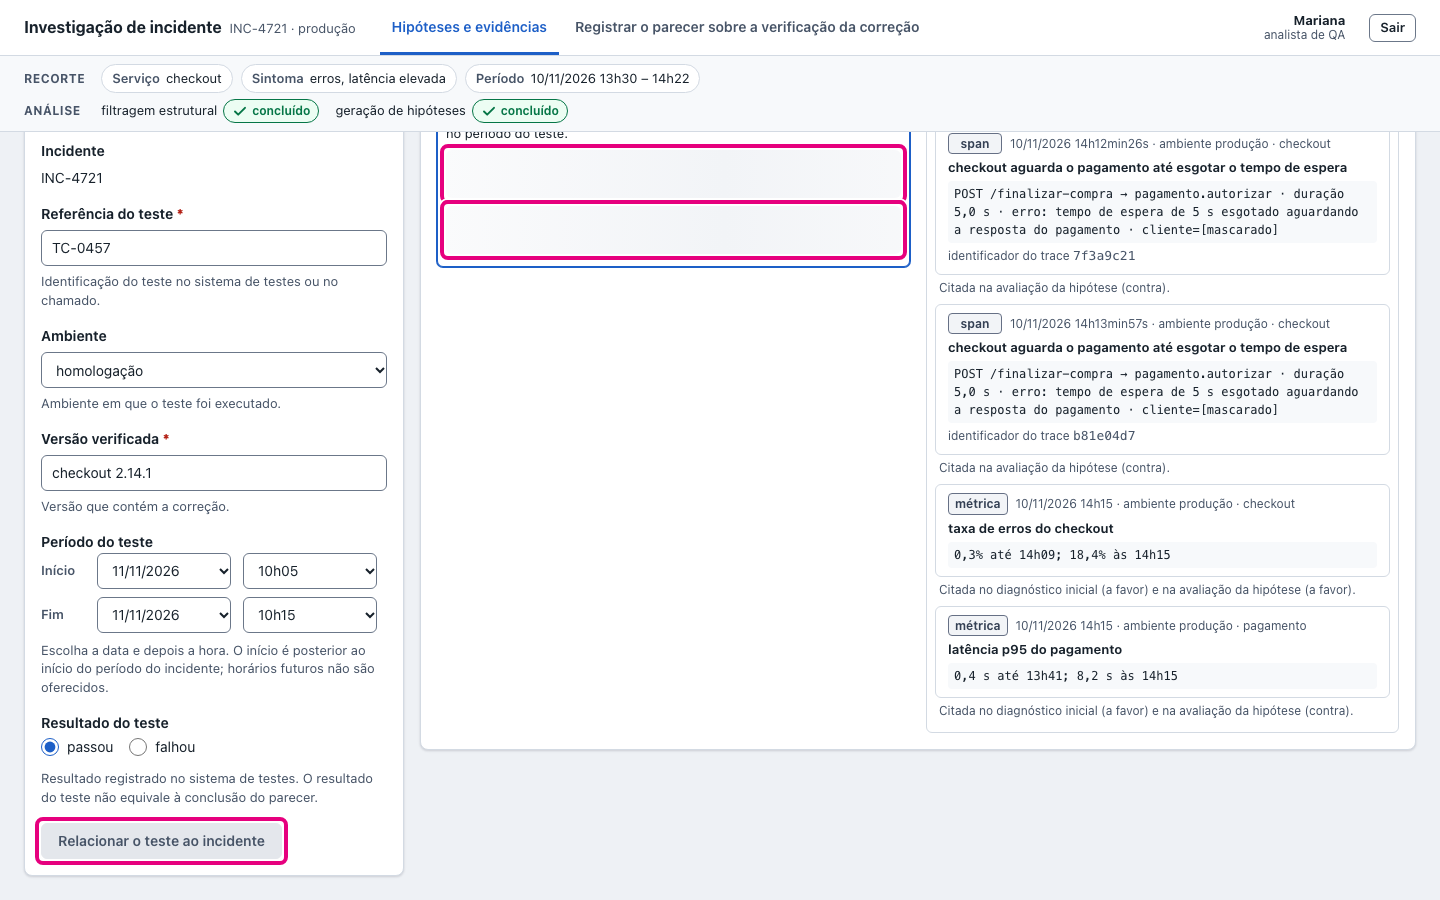 Investigação de incidente INC-4721 · produção
Hipóteses e evidências
Registrar o parecer sobre a verificação da correção
Mariana
analista de QA
Sair
RECORTE Serviço checkout Sintoma erros, latência elevada Período 10/11/2026 13h30 – 14h22
ANÁLISE filtragem estrutural concluído geração de hipóteses concluído
Incidente
INC-4721
Referência do teste *
TC-0457
Identificação do teste no sistema de testes ou no
chamado.
Ambiente
homologação
Ambiente em que o teste foi executado.
Versão verificada *
checkout 2.14.1
Versão que contém a correção.
Período do teste
Início 11/11/2026 10h05
Fim 11/11/2026 10h15
Escolha a data e depois a hora. O início é posterior ao
início do período do incidente; horários futuros não são
oferecidos.
Resultado do teste
passou falhou
Resultado registrado no sistema de testes. O resultado
do teste não equivale à conclusão do parecer.
Relacionar o teste ao incidente
no período do teste.
span 10/11/2026 14h12min26s · ambiente produção · checkout
checkout aguarda o pagamento até esgotar o tempo de espera
POST /finalizar-compra → pagamento.autorizar · duração
5,0 s · erro: tempo de espera de 5 s esgotado aguardando
a resposta do pagamento · cliente=[mascarado]
identificador do trace 7f3a9c21
Citada na avaliação da hipótese (contra).
span 10/11/2026 14h13min57s · ambiente produção · checkout
checkout aguarda o pagamento até esgotar o tempo de espera
POST /finalizar-compra → pagamento.autorizar · duração
5,0 s · erro: tempo de espera de 5 s esgotado aguardando
a resposta do pagamento · cliente=[mascarado]
identificador do trace b81e04d7
Citada na avaliação da hipótese (contra).
métrica 10/11/2026 14h15 · ambiente produção · checkout
taxa de erros do checkout
0,3% até 14h09; 18,4% às 14h15
Citada no diagnóstico inicial (a favor) e na avaliação da hipótese (a favor).
métrica 10/11/2026 14h15 · ambiente produção · pagamento
latência p95 do pagamento
0,4 s até 13h41; 8,2 s às 14h15
Citada no diagnóstico inicial (a favor) e na avaliação da hipótese (contra).